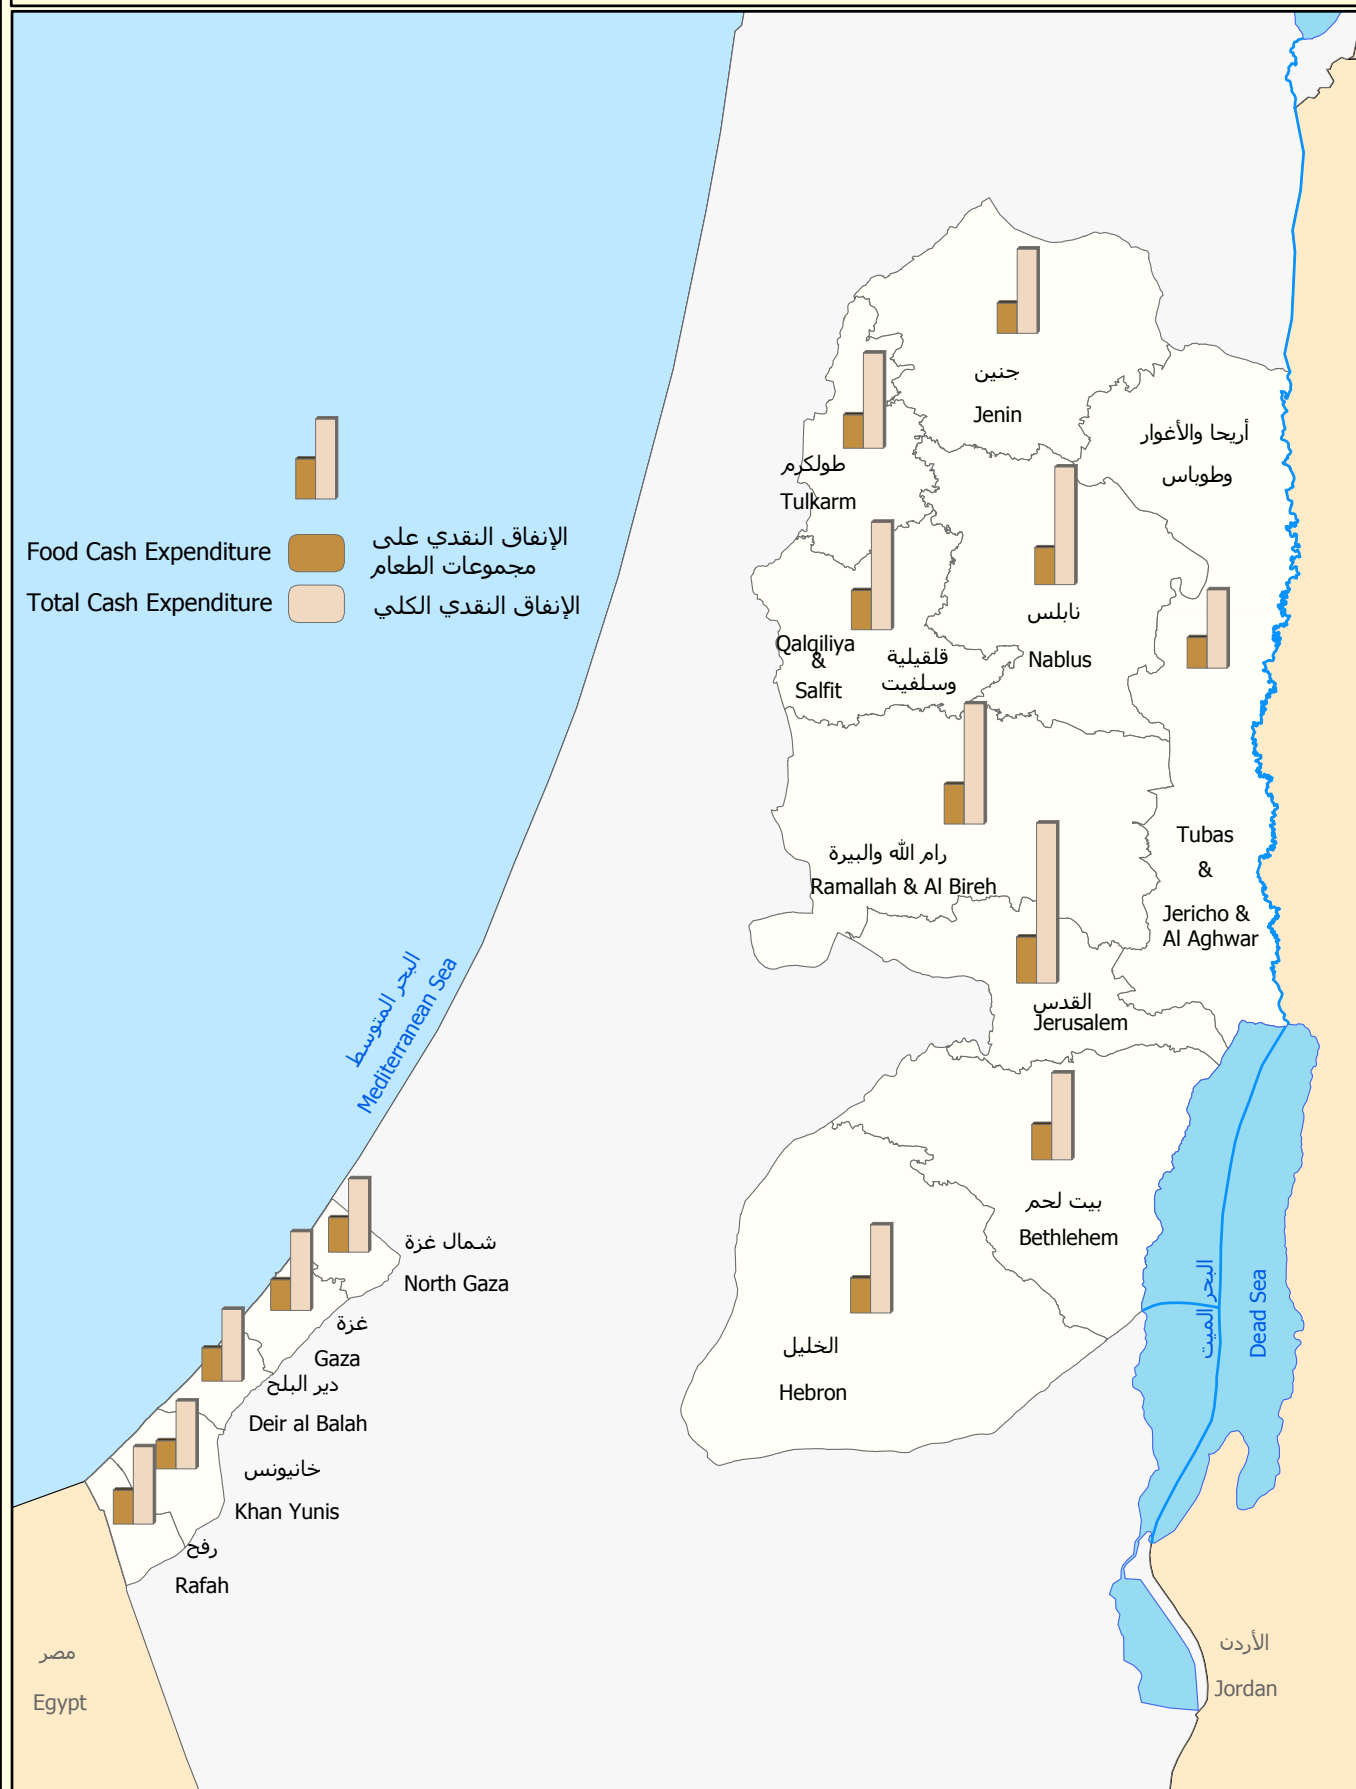 جنين
Jenin
أريحا والأغوار
وطوباس
طولكرم
Tulkarm
Food Cash Expenditure
الإنفاق النقدي على
مجموعات الطعام
Total Cash Expenditure
الإنفاق النقدي الكلي
نابلس
Nablus
Qalqiliya
&
Salfit
قلقيلية
وسلفيت
Tubas
&
Jericho &
Al Aghwar
رام الله والبيرة
Ramallah & Al Bireh
القدس
Jerusalem
البحر المتوسط
Mediterranean Sea
بيت لحم
Bethlehem
شمال غزة
North Gaza
البحر الميت
Dead Sea
غزة
Gaza
الخليل
Hebron
دير البلح
Deir al Balah
خانيونس
Khan Yunis
رفح
Rafah
مصر
Egypt
الأردن
Jordan